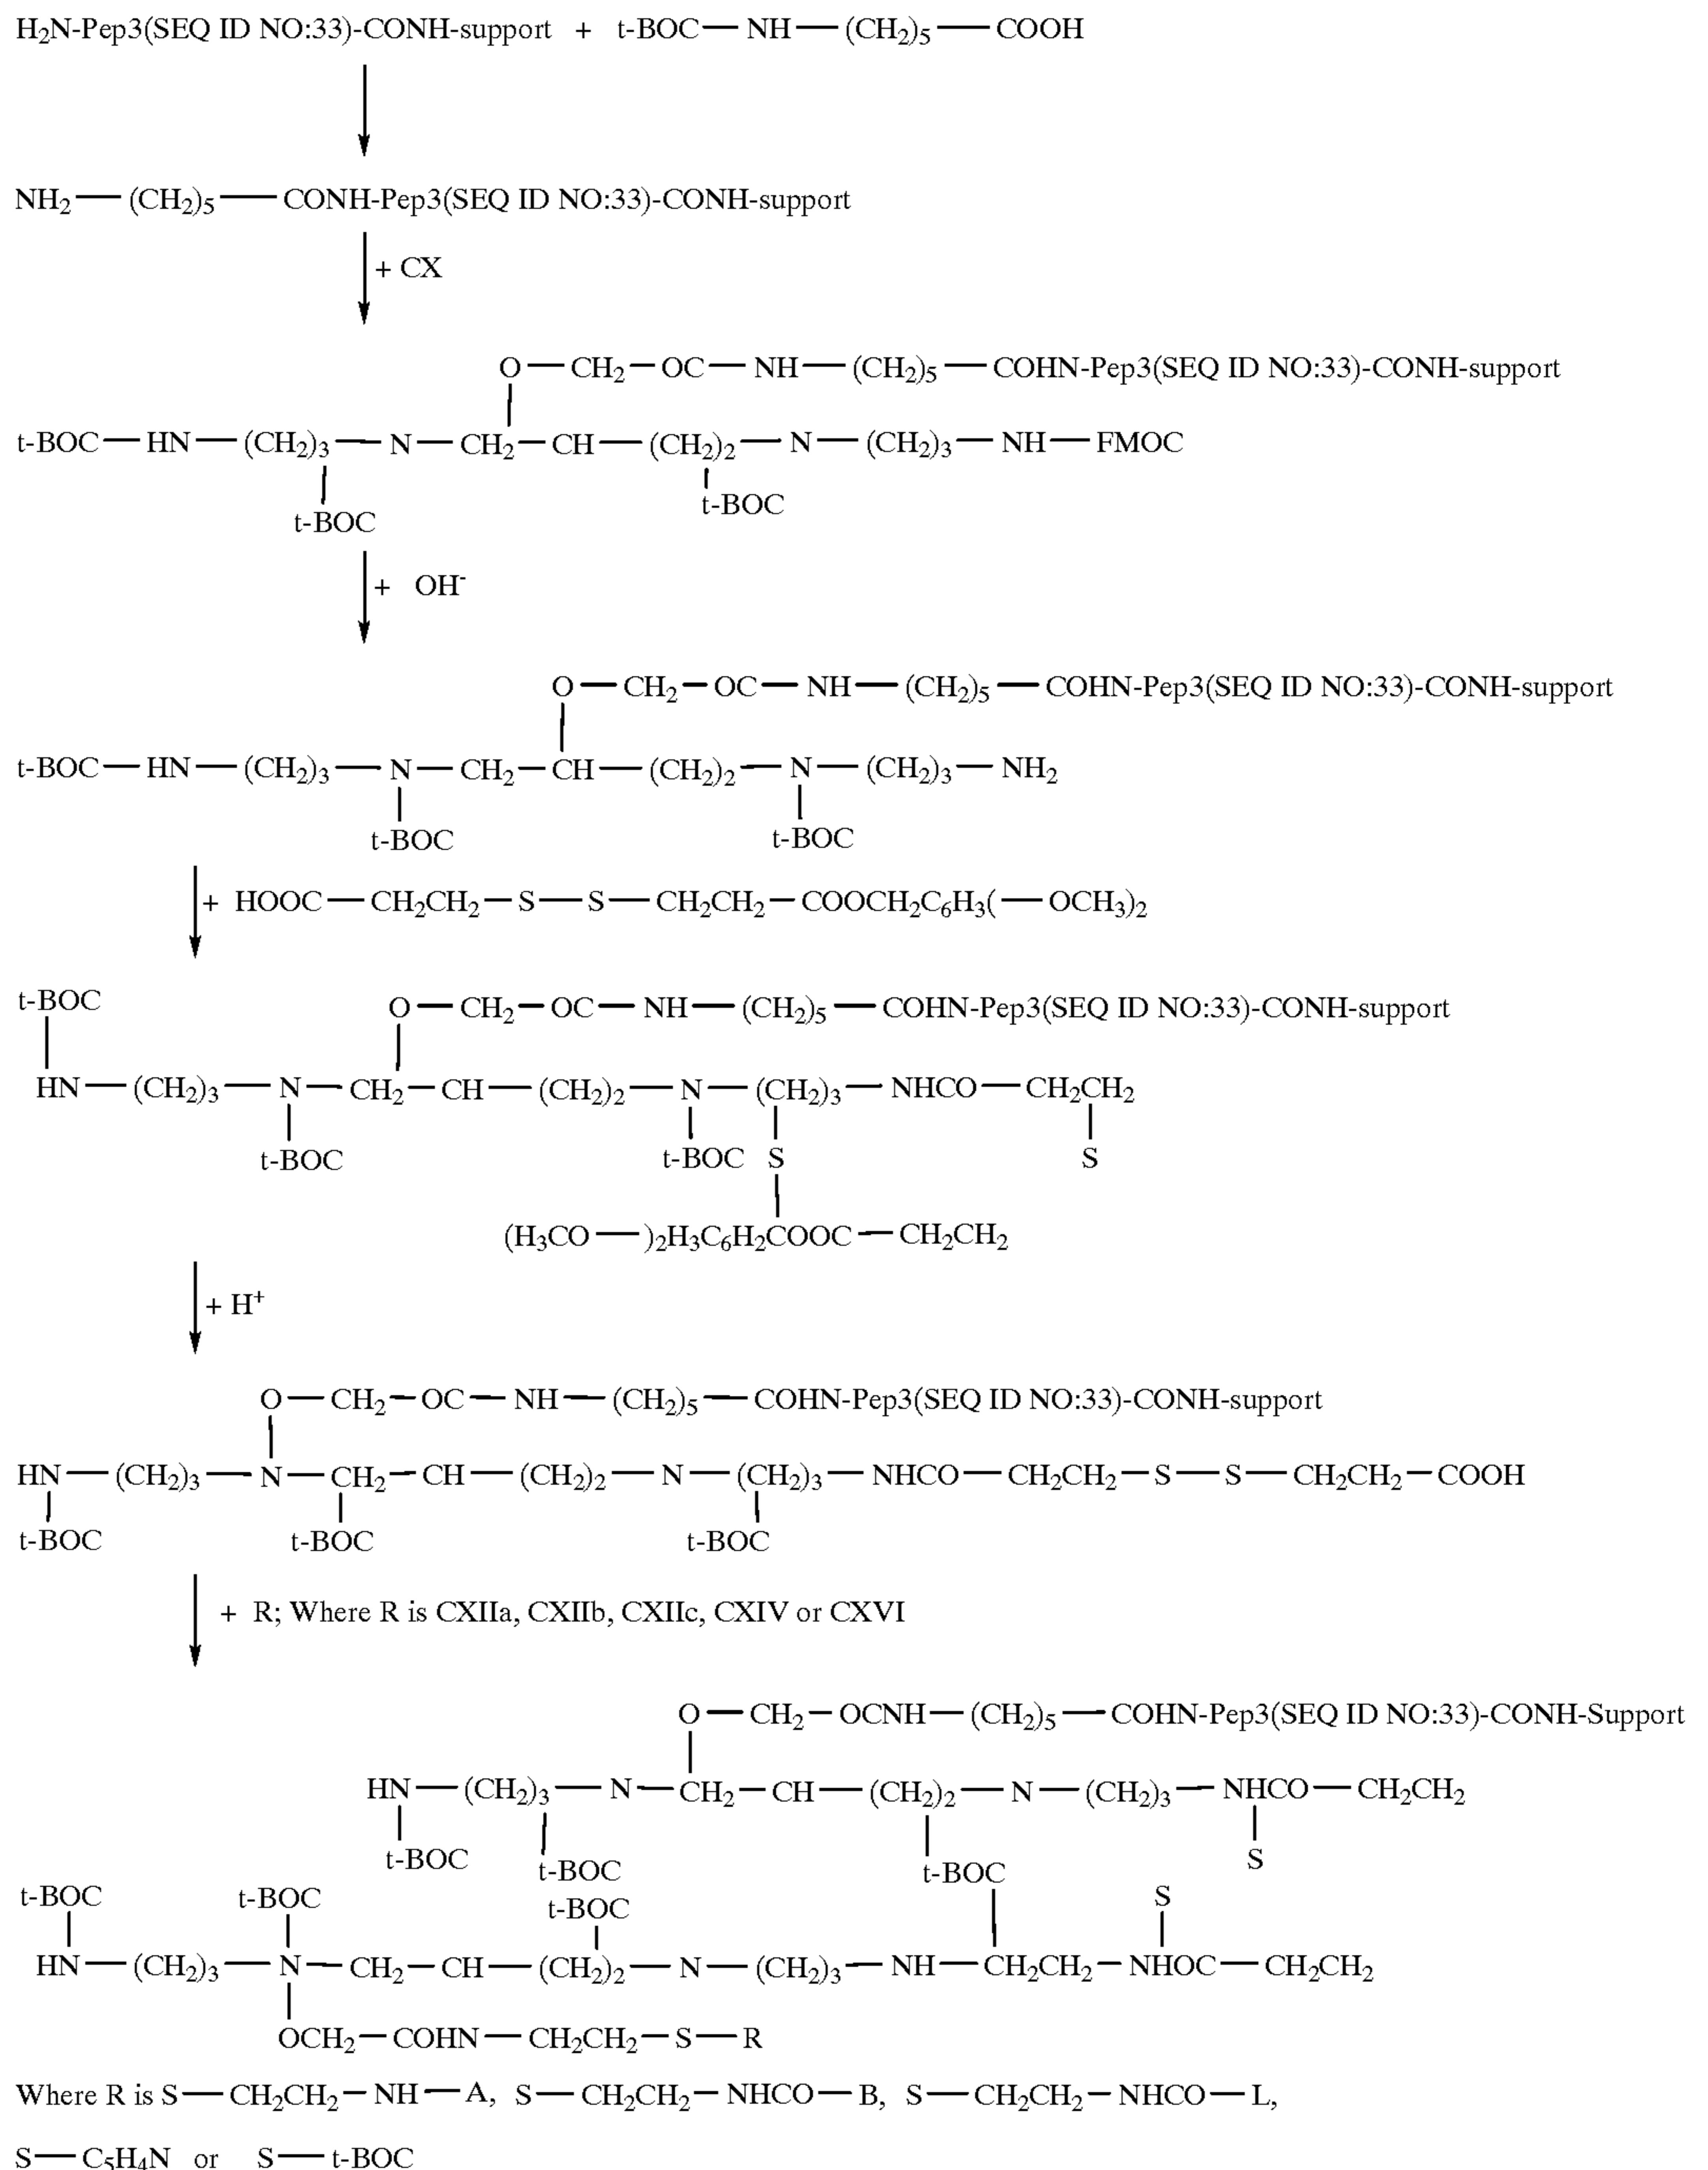 H₂N-Pep3(SEQ ID NO:33)-CONH-support + t-BOC—NH—(CH₂)₅—COOH
NH₂—(CH₂)₅—CONH-Pep3(SEQ ID NO:33)-CONH-support
+ CX
O—CH₂—OC—NH—(CH₂)₅—COHN-Pep3(SEQ ID NO:33)-CONH-support
t-BOC—HN—(CH₂)₃—N—CH₂—CH—(CH₂)₂—N—(CH₂)₃—NH—FMOC
t-BOC t-BOC
+ OH⁻
O—CH₂—OC—NH—(CH₂)₅—COHN-Pep3(SEQ ID NO:33)-CONH-support
t-BOC—HN—(CH₂)₃—N—CH₂—CH—(CH₂)₂—N—(CH₂)₃—NH₂
t-BOC t-BOC
+ HOOC—CH₂CH₂—S—S—CH₂CH₂—COOCH₂C₆H₃(—OCH₃)₂
t-BOC O—CH₂—OC—NH—(CH₂)₅—COHN-Pep3(SEQ ID NO:33)-CONH-support
HN—(CH₂)₃—N—CH₂—CH—(CH₂)₂—N—(CH₂)₃—NHCO—CH₂CH₂
t-BOC t-BOC S S
(H₃CO—)₂H₃C₆H₂COOC—CH₂CH₂
+ H⁺
O—CH₂—OC—NH—(CH₂)₅—COHN-Pep3(SEQ ID NO:33)-CONH-support
HN—(CH₂)₃—N—CH₂—CH—(CH₂)₂—N—(CH₂)₃—NHCO—CH₂CH₂—S—S—CH₂CH₂—COOH
t-BOC t-BOC t-BOC
+ R; Where R is CXIIa, CXIIb, CXIIc, CXIV or CXVI
O—CH₂—OCNH—(CH₂)₅—COHN-Pep3(SEQ ID NO:33)-CONH-Support
HN—(CH₂)₃—N—CH₂—CH—(CH₂)₂—N—(CH₂)₃—NHCO—CH₂CH₂
t-BOC t-BOC t-BOC S
t-BOC t-BOC t-BOC S
HN—(CH₂)₃—N—CH₂—CH—(CH₂)₂—N—(CH₂)₃—NH—CH₂CH₂—NHOC—CH₂CH₂
OCH₂—COHN—CH₂CH₂—S—R
Where R is S—CH₂CH₂—NH—A, S—CH₂CH₂—NHCO—B, S—CH₂CH₂—NHCO—L,
S—C₅H₄N or S—t-BOC